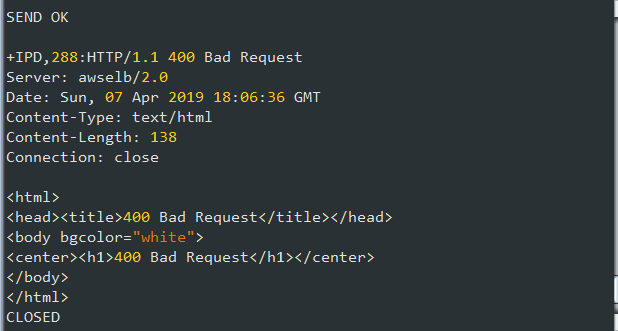 SEND OK
+IPD,288:HTTP/1.1 400 Bad Request
Server: awselb/2.0
Date: Sun, 07 Apr 2019 18:06:36 GMT
Content-Type: text/html
Content-Length: 138
Connection: close
<html>
<head><title>400 Bad Request</title></head>
<body bgcolor="white">
<center><h1>400 Bad Request</h1></center>
</body>
</html>
CLOSED